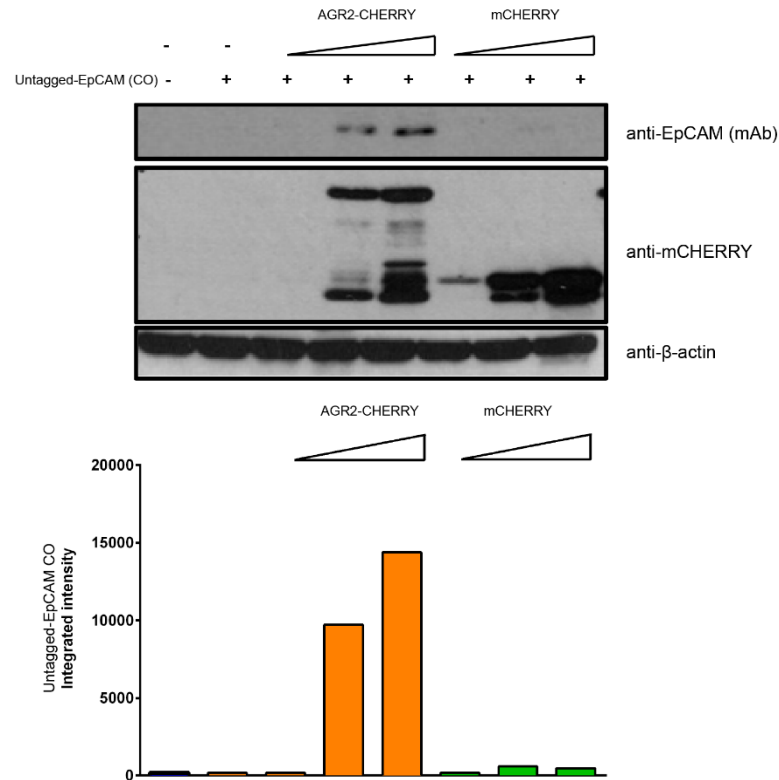 AGR2-CHERRY mCHERRY
- -
Untagged-EpCAM (CO) - + + + + + + +
anti-EpCAM (mAb)
anti-mCHERRY
anti-β-actin
AGR2-CHERRY mCHERRY
20000
15000
10000
5000
0
Untagged-EpCAM CO
Integrated intensity